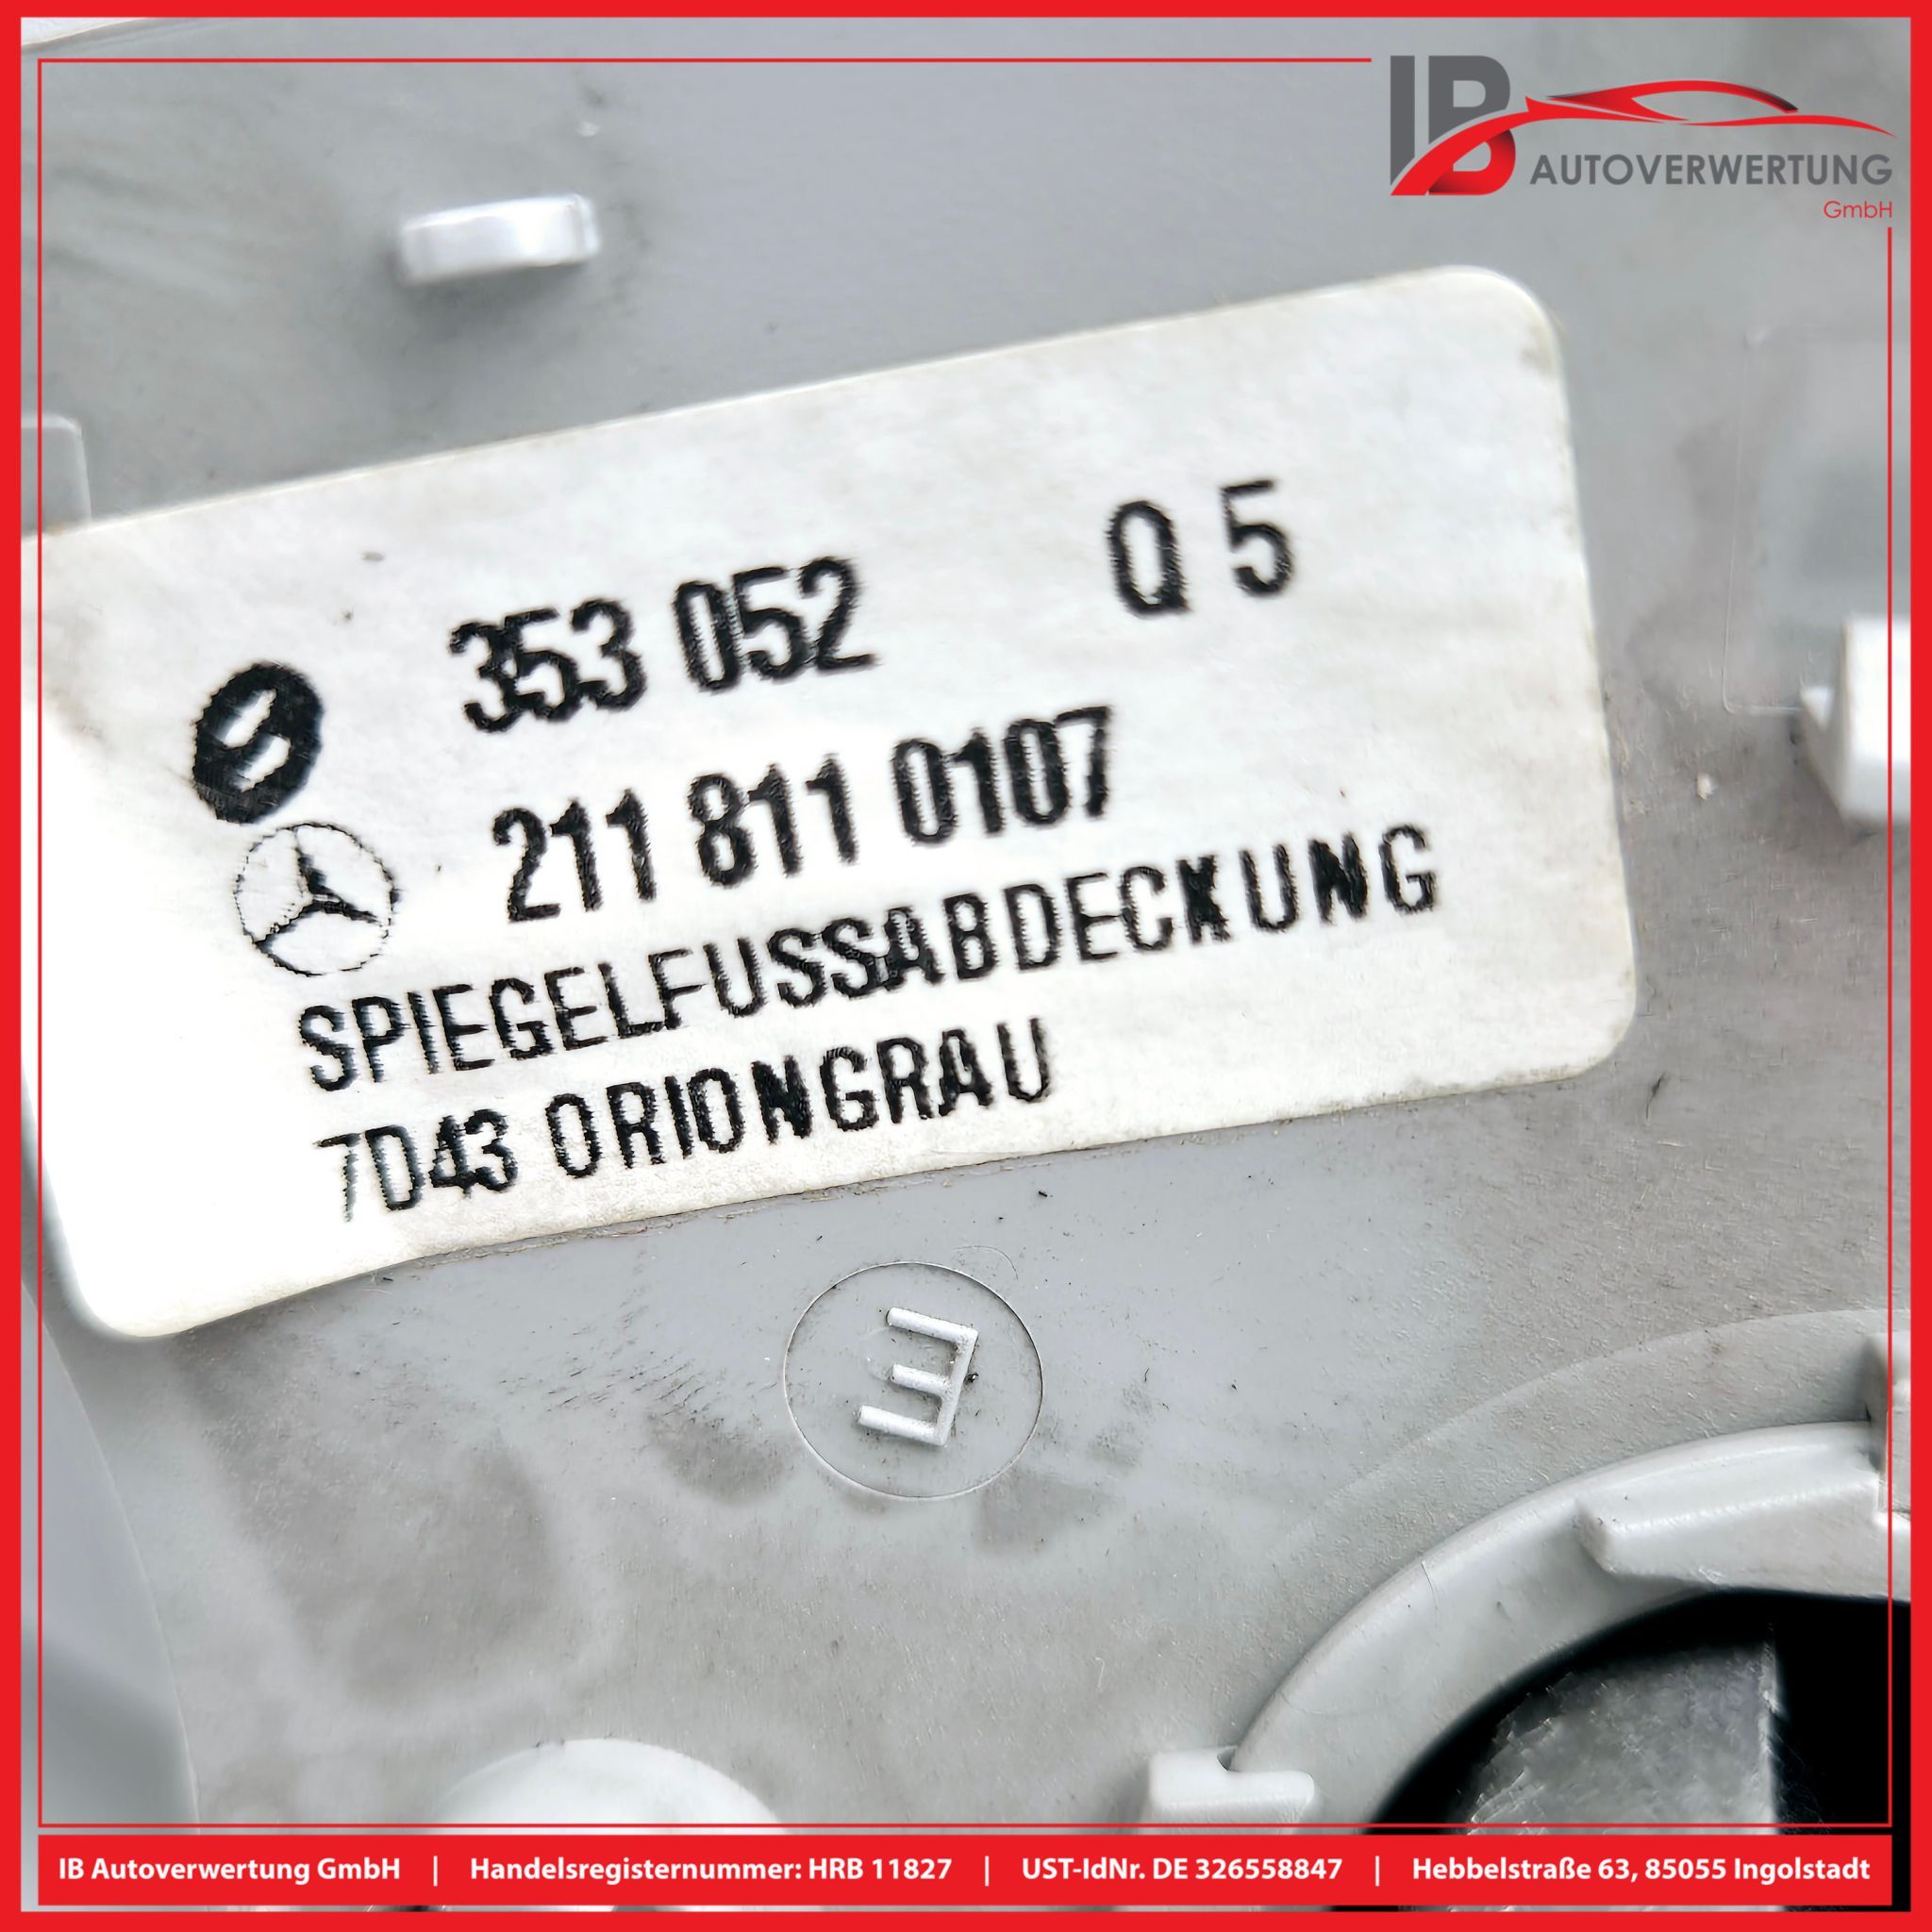 IB
AUTOVERWERTUNG
GmbH
353 052 Q 5
211 811 0107
SPIEGELFUSSABDECKUNG
7D43 ORIONGRAU
E
IB Autoverwertung GmbH | Handelsregisternummer: HRB 11827 | UST-IdNr. DE 326558847 | Hebbelstraße 63, 85055 Ingolstadt